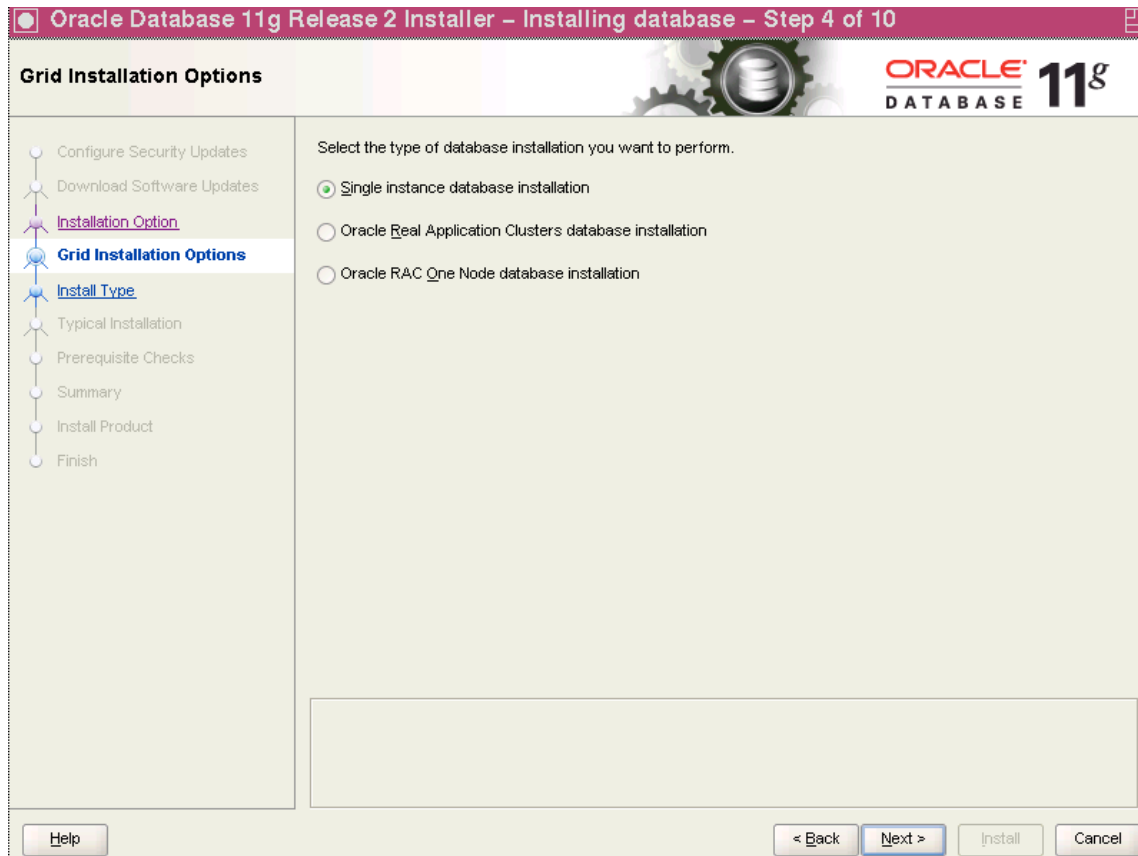 Oracle Database 11g Release 2 Installer – Installing database – Step 4 of 10
Grid Installation Options
ORACLE®
DATABASE
11g
Configure Security Updates
Download Software Updates
Installation Option
Grid Installation Options
Install Type
Typical Installation
Prerequisite Checks
Summary
Install Product
Finish
Select the type of database installation you want to perform.
Single instance database installation
Oracle Real Application Clusters database installation
Oracle RAC One Node database installation
Help
< Back
Next >
Install
Cancel